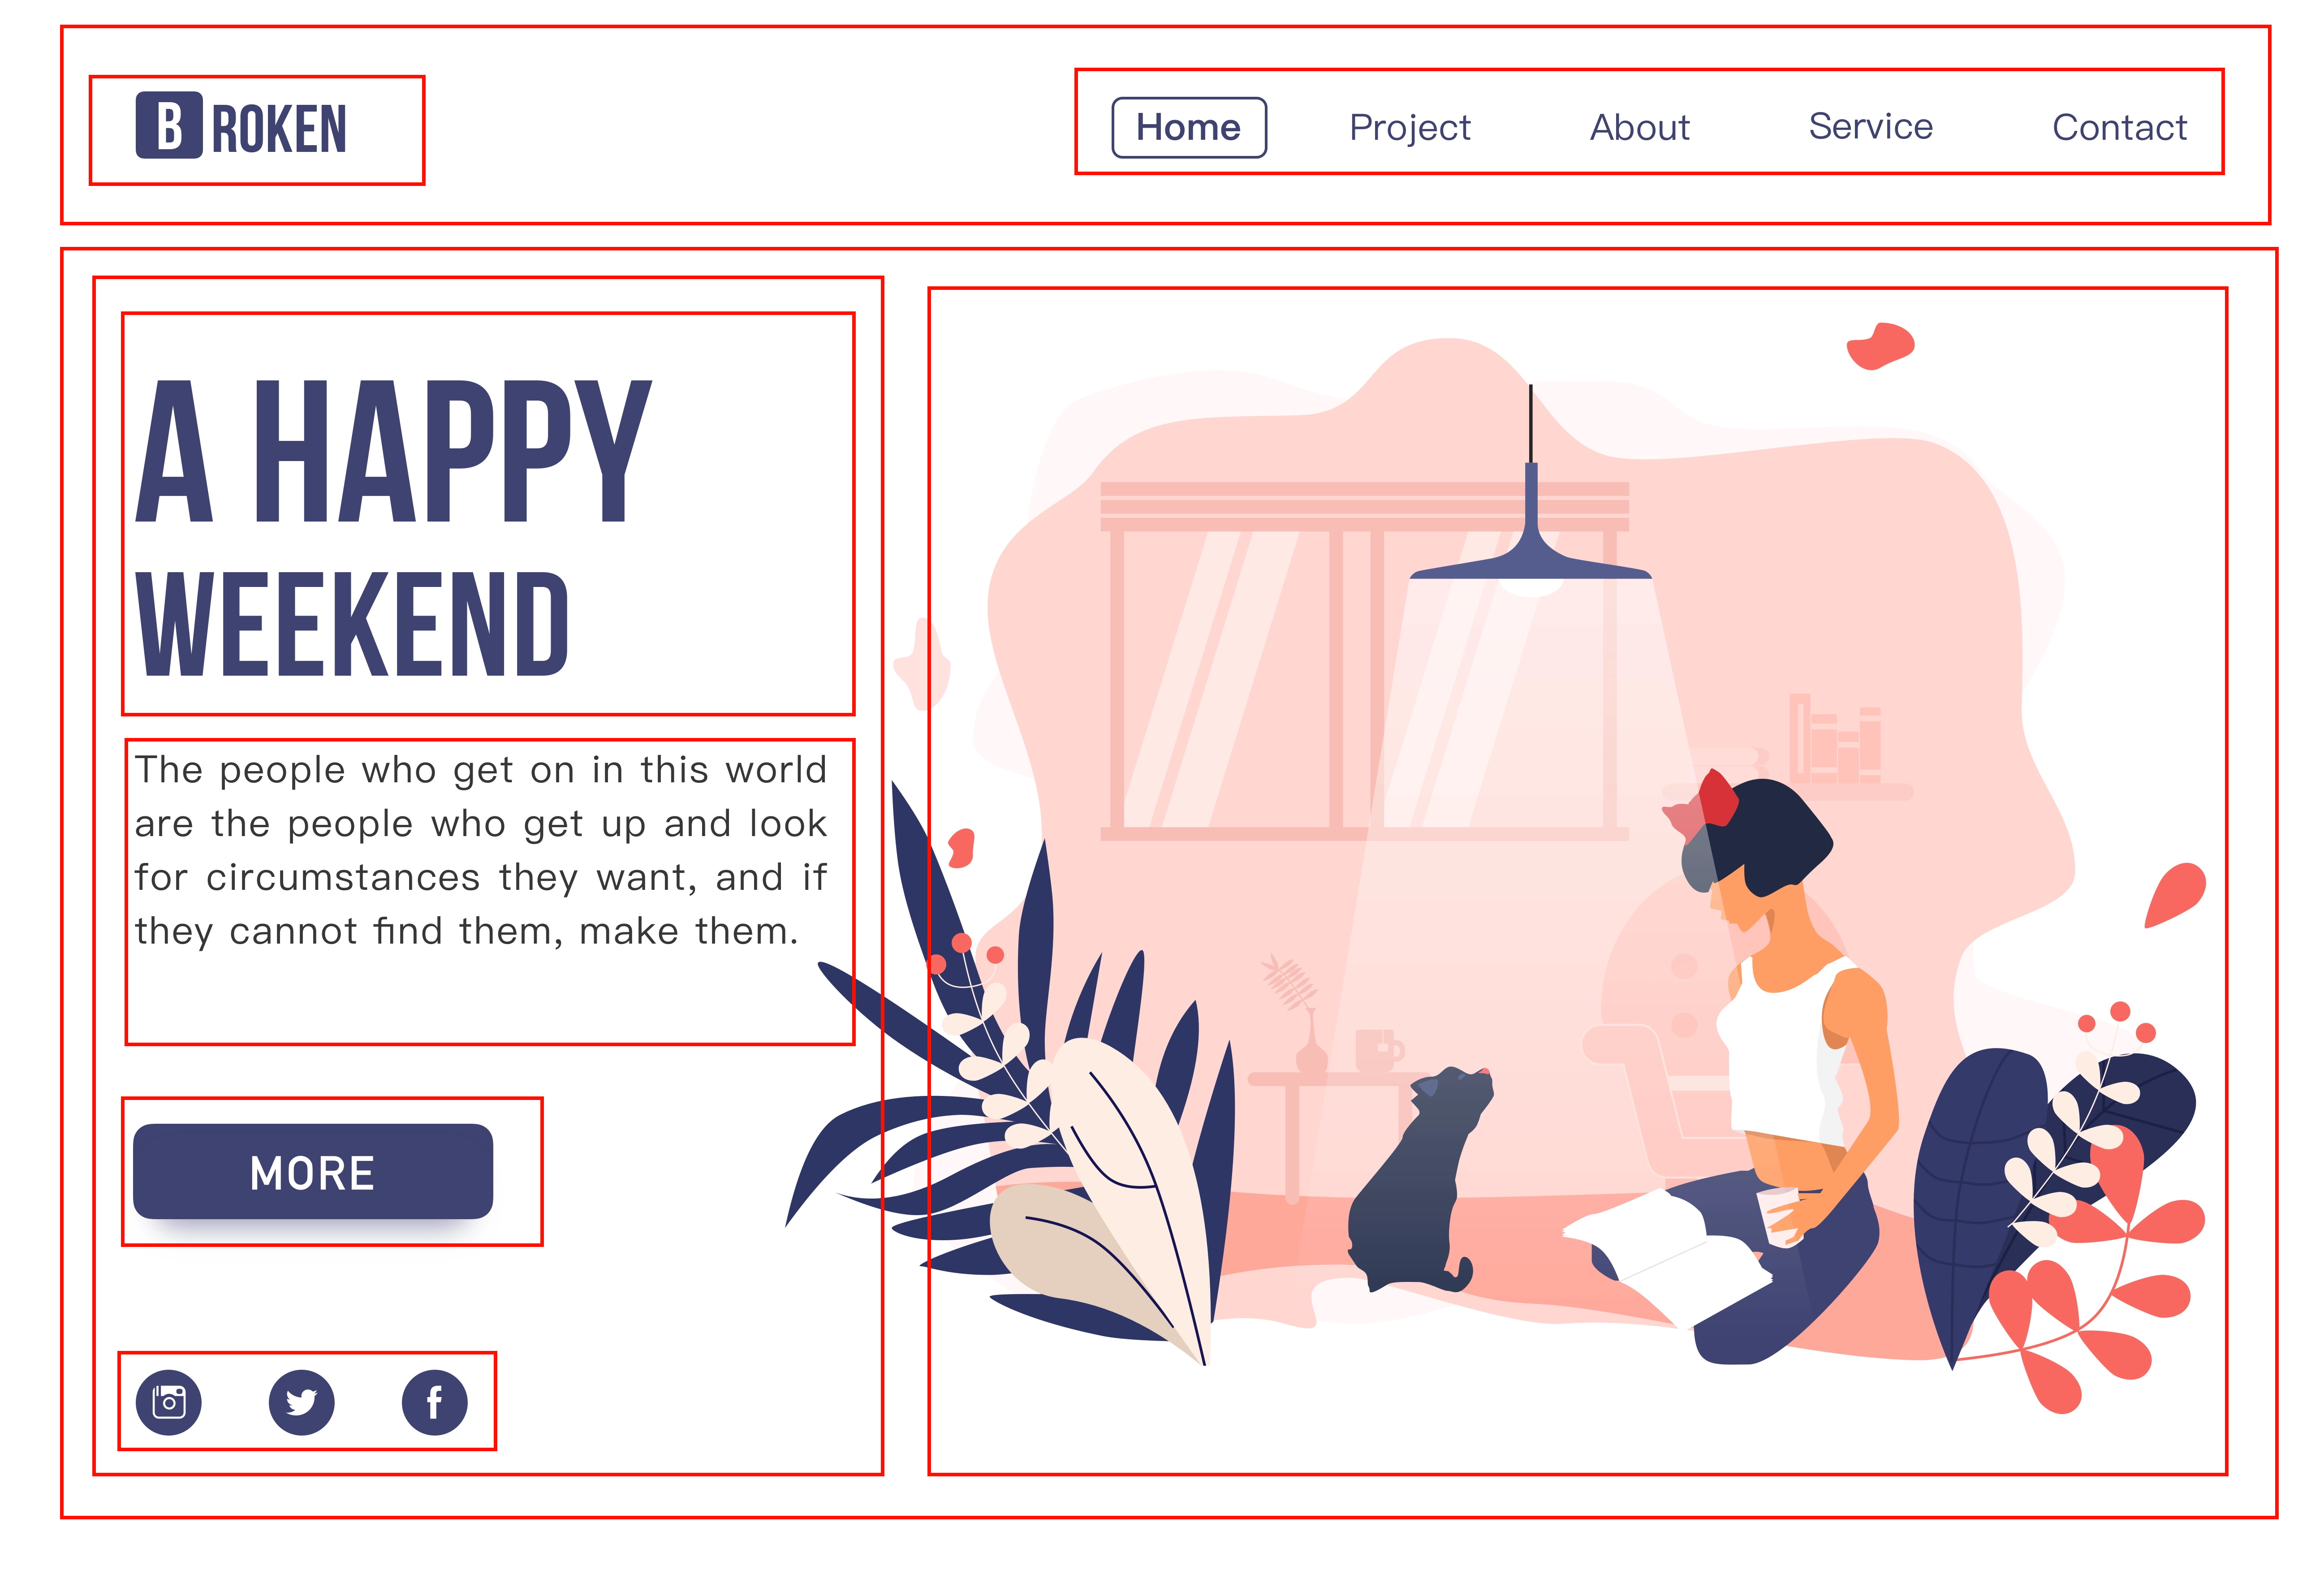 BROKEN
Home Project About Service Contact
A HAPPY
WEEKEND
The people who get on in this world
are the people who get up and look
for circumstances they want, and if
they cannot find them, make them.
MORE